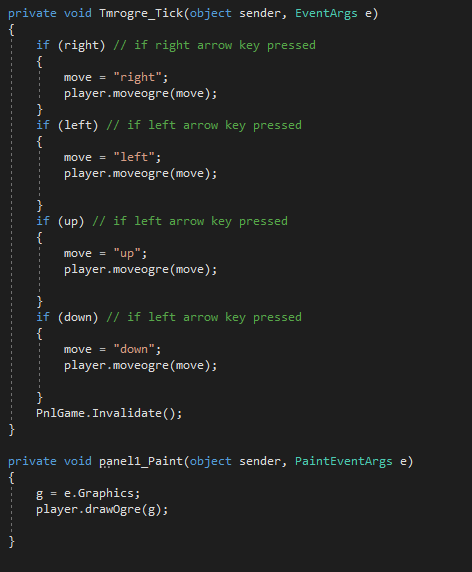 private void Tmrogre_Tick(object sender, EventArgs e)
{
if (right) // if right arrow key pressed
{
move = "right";
player.moveogre(move);
}
if (left) // if left arrow key pressed
{
move = "left";
player.moveogre(move);
}
if (up) // if left arrow key pressed
{
move = "up";
player.moveogre(move);
}
if (down) // if left arrow key pressed
{
move = "down";
player.moveogre(move);
}
PnlGame.Invalidate();
}
private void panel1_Paint(object sender, PaintEventArgs e)
{
g = e.Graphics;
player.drawOgre(g);
}